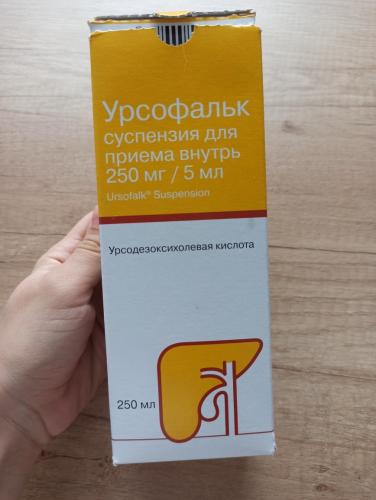 Урсофальк
суспензия для
приема внутрь
250 мг / 5 мл
Ursofalk® Suspension
Урсодезоксихолевая кислота
250 мл